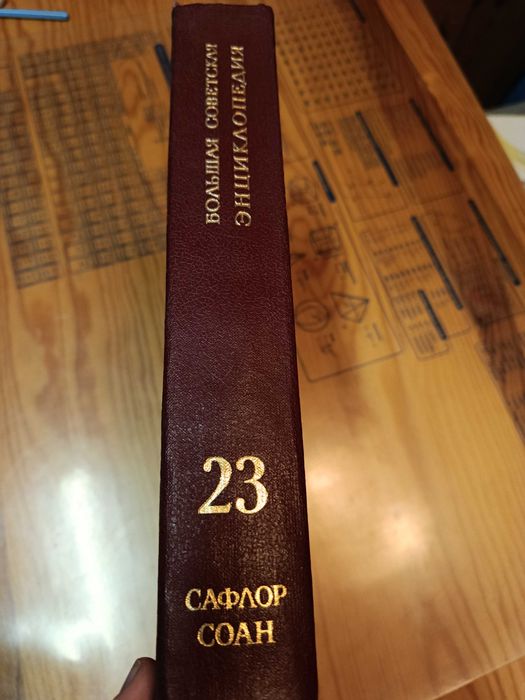 БОЛЬШАЯ СОВЕТСКАЯ
ЭНЦИКЛОПЕДИЯ
23
САФЛОР
СОАН